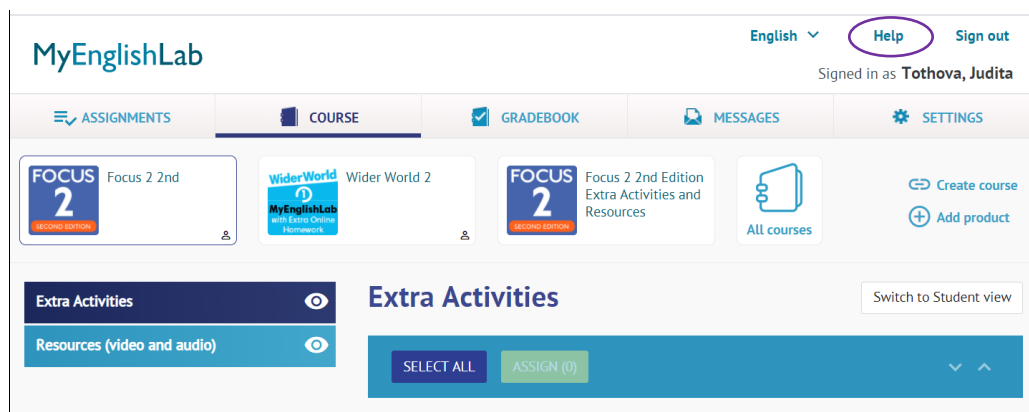 English Help Sign out
MyEnglishLab
Signed in as Tothova, Judita
ASSIGNMENTS COURSE GRADEBOOK MESSAGES SETTINGS
FOCUS
2
SECOND EDITION
Focus 2 2nd
WiderWorld
MyEnglishLab
with Extra Online
Homework
Wider World 2
FOCUS
2
SECOND EDITION
Focus 2 2nd Edition
Extra Activities and
Resources
All courses
Create course
Add product
Extra Activities
Resources (video and audio)
Extra Activities
Switch to Student view
SELECT ALL ASSIGN (0)